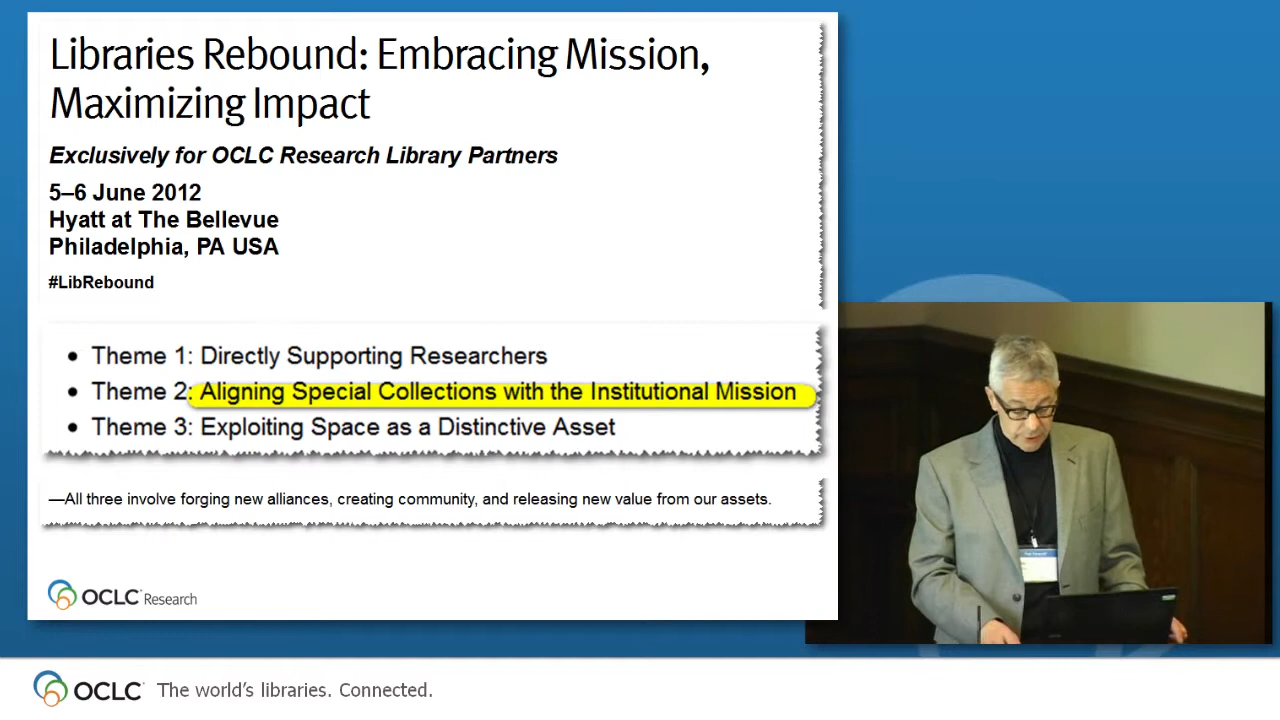 Libraries Rebound: Embracing Mission,
Maximizing Impact
Exclusively for OCLC Research Library Partners
5–6 June 2012
Hyatt at The Bellevue
Philadelphia, PA USA
#LibRebound
• Theme 1: Directly Supporting Researchers
• Theme 2: Aligning Special Collections with the Institutional Mission
• Theme 3: Exploiting Space as a Distinctive Asset
—All three involve forging new alliances, creating community, and releasing new value from our assets.
OCLC Research
OCLC The world's libraries. Connected.